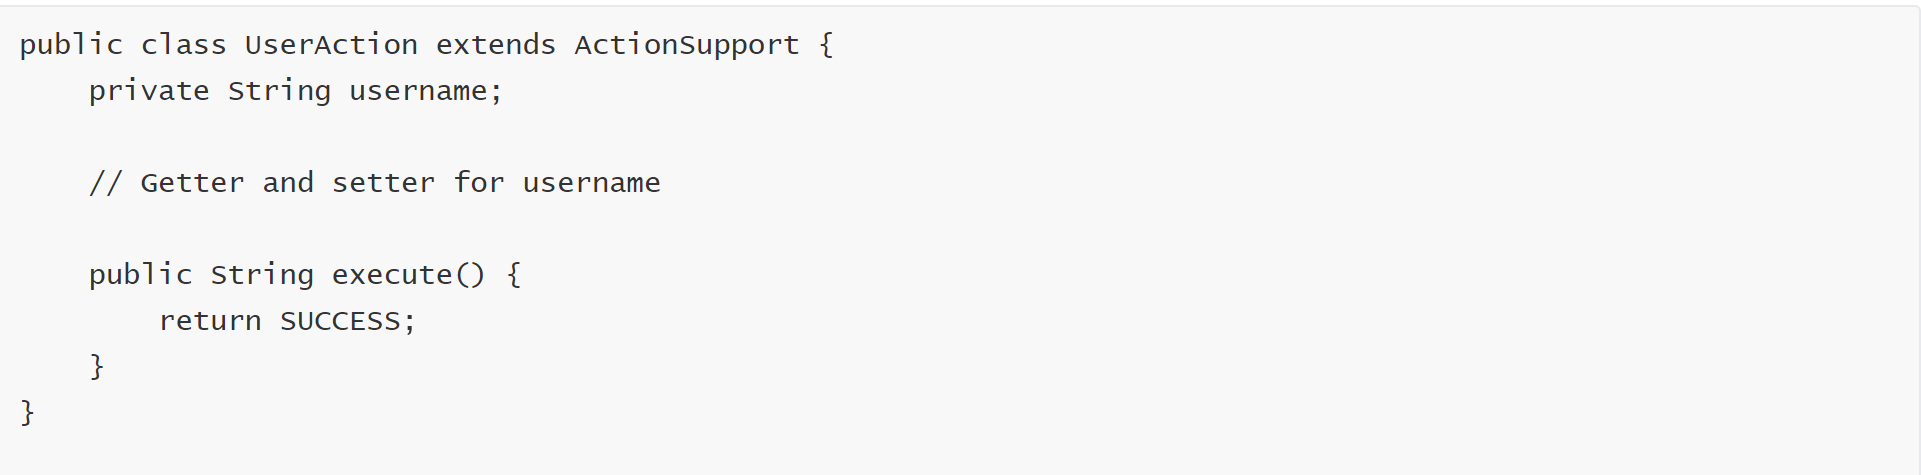 public class UserAction extends ActionSupport {
    private String username;

    // Getter and setter for username

    public String execute() {
        return SUCCESS;
    }
}